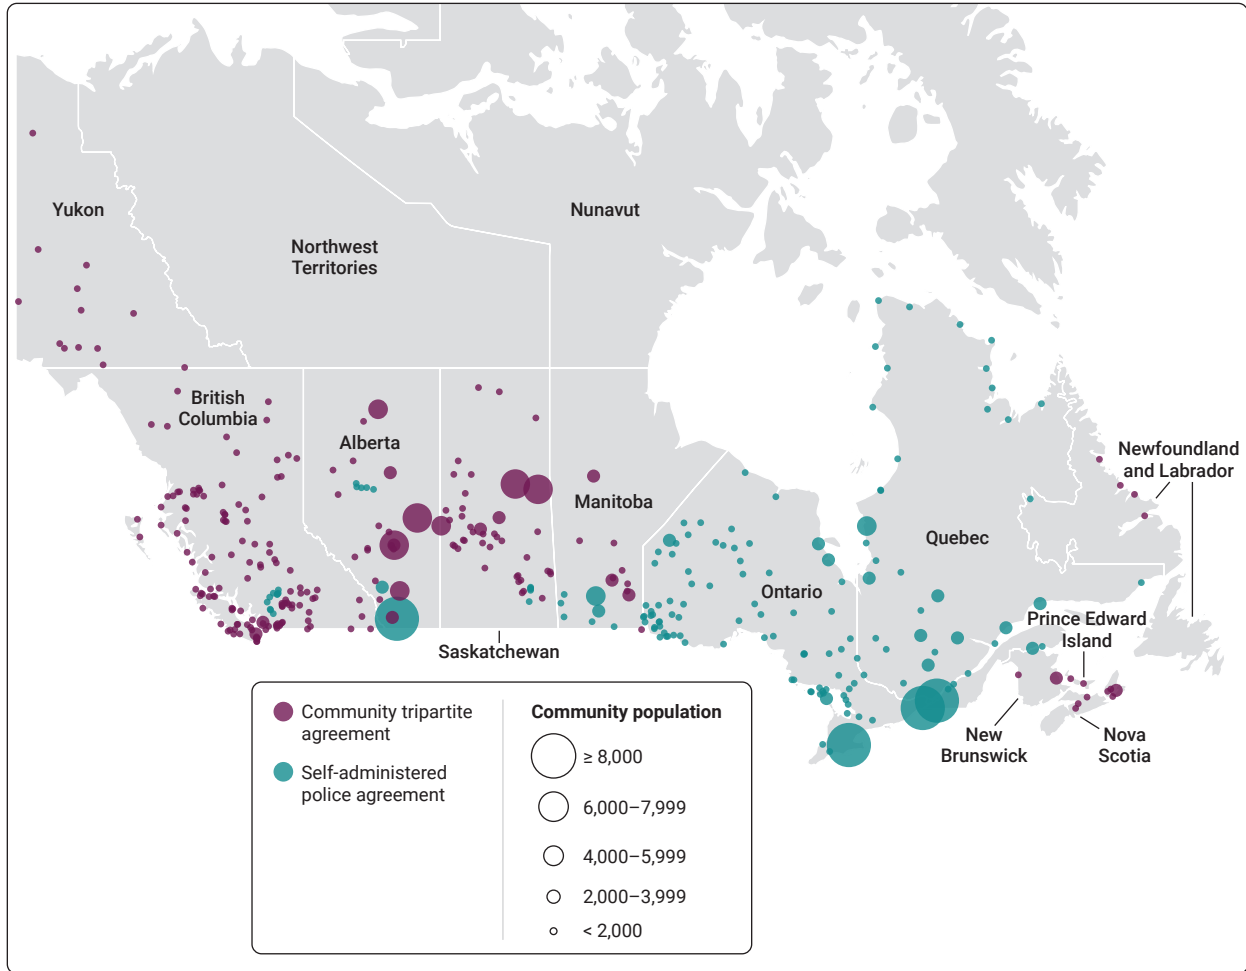 Yukon
Northwest
Territories
Nunavut
British
Columbia
Alberta
Saskatchewan
Manitoba
Ontario
Quebec
Newfoundland
and Labrador
Prince Edward
Island
New
Brunswick
Nova
Scotia
Community tripartite
agreement
Self-administered
police agreement
Community population
≥ 8,000
6,000–7,999
4,000–5,999
2,000–3,999
< 2,000